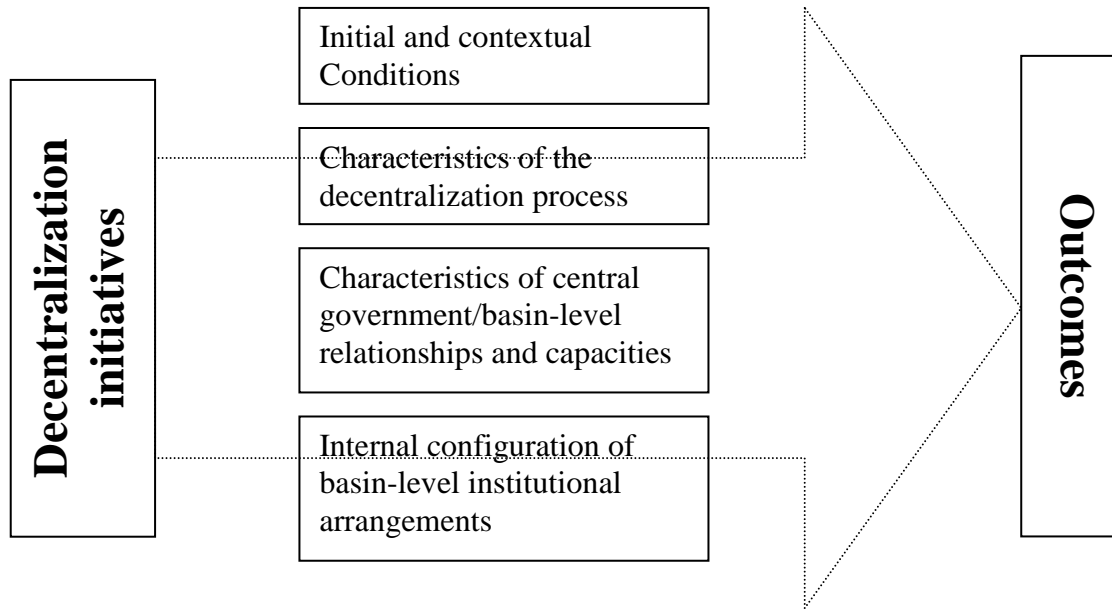 Decentralization
initiatives
Initial and contextual
Conditions
Characteristics of the
decentralization process
Characteristics of central
government/basin-level
relationships and capacities
Internal configuration of
basin-level institutional
arrangements
Outcomes